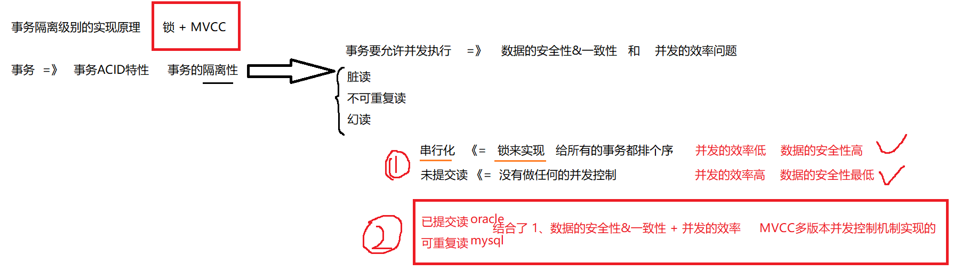 事务隔离级别的实现原理 锁 + MVCC
事务要允许并发执行 =》 数据的安全性&一致性 和 并发的效率问题
事务 =》 事务ACID特性 事务的隔离性
脏读
不可重复读
幻读
① 串行化 《= 锁来实现 给所有的事务都排个序 并发的效率低 数据的安全性高
未提交读 《= 没有做任何的并发控制 并发的效率高 数据的安全性最低
② 已提交读 oracle
结合了 1、数据的安全性&一致性 + 并发的效率 MVCC多版本并发控制机制实现的
可重复读 mysql